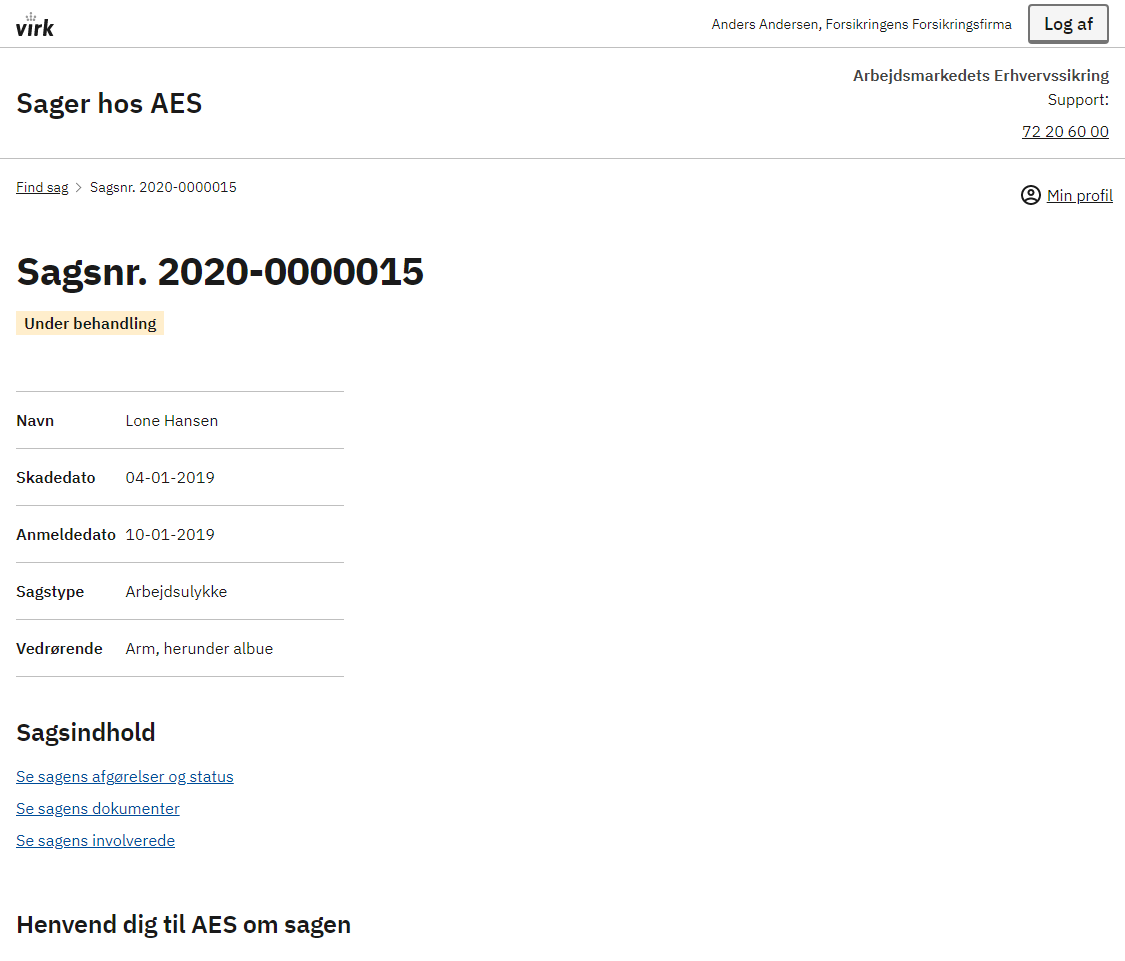 virk
Anders Andersen, Forsikringens Forsikringsfirma
Log af
Sager hos AES
Arbejdsmarkedets Erhvervssikring
Support:
72 20 60 00
Find sag > Sagsnr. 2020-0000015
Min profil
Sagsnr. 2020-0000015
Under behandling
Navn Lone Hansen
Skadedato 04-01-2019
Anmeldedato 10-01-2019
Sagstype Arbejdsulykke
Vedrørende Arm, herunder albue
Sagsindhold
Se sagens afgørelser og status
Se sagens dokumenter
Se sagens involverede
Henvend dig til AES om sagen